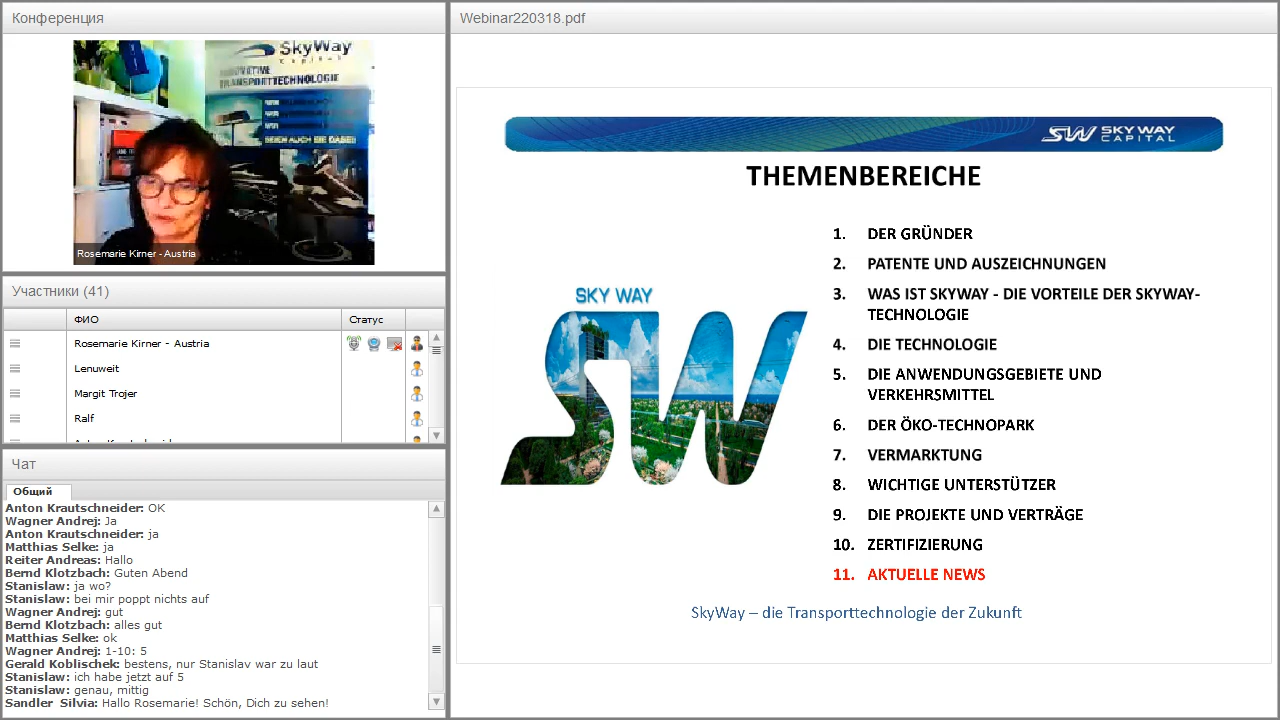 Конференция
SkyWay
Capital
INNOVATIVE
TRANSPORTTECHNOLOGIE
Rosemarie Kirner - Austria
Участники (41)
ФИО
Статус
Rosemarie Kirner - Austria
Lenuweit
Margit Trojer
Ralf
Чат
Общий
Anton Krautschneider: OK
Wagner Andrej: Ja
Anton Krautschneider: ja
Matthias Selke: ja
Reiter Andreas: Hallo
Bernd Klotzbach: Guten Abend
Stanislaw: ja wo?
Stanislaw: bei mir poppt nichts auf
Wagner Andrej: gut
Bernd Klotzbach: alles gut
Matthias Selke: ok
Wagner Andrej: 1-10: 5
Gerald Koblischek: bestens, nur Stanislav war zu laut
Stanislaw: ich habe jetzt auf 5
Stanislaw: genau, mittig
Sandler Silvia: Hallo Rosemarie! Schön, Dich zu sehen!
Webinar220318.pdf
SW SKY WAY
CAPITAL
THEMENBEREICHE
SKY WAY
SW
1. DER GRÜNDER
2. PATENTE UND AUSZEICHNUNGEN
3. WAS IST SKYWAY - DIE VORTEILE DER SKYWAY-
TECHNOLOGIE
4. DIE TECHNOLOGIE
5. DIE ANWENDUNGSGEBIETE UND
VERKEHRSMITTEL
6. DER ÖKO-TECHNOPARK
7. VERMARKTUNG
8. WICHTIGE UNTERSTÜTZER
9. DIE PROJEKTE UND VERTRÄGE
10. ZERTIFIZIERUNG
11. AKTUELLE NEWS
SkyWay – die Transporttechnologie der Zukunft